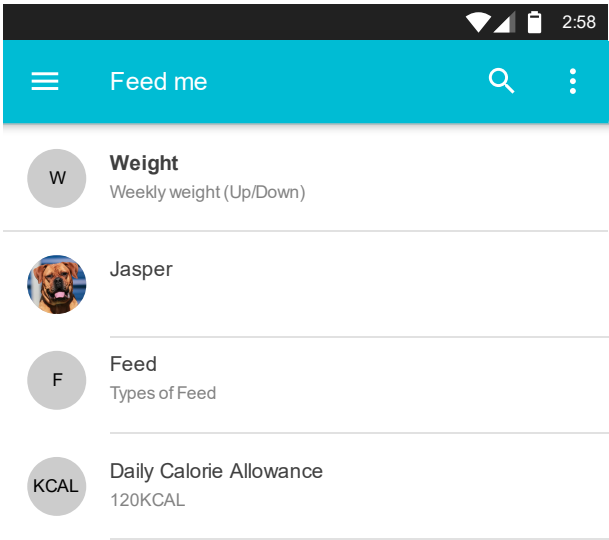 2:58
Feed me
W
Weight
Weekly weight (Up/Down)
Jasper
F
Feed
Types of Feed
KCAL
Daily Calorie Allowance
120KCAL